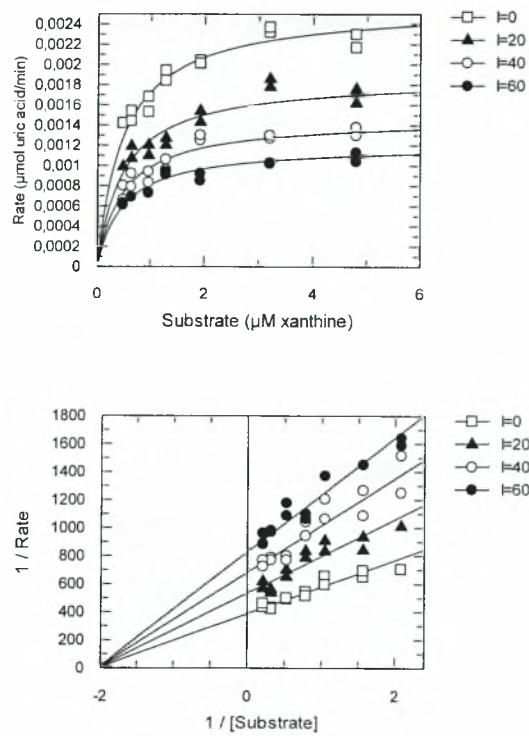 0,0024
0,0022
0,002
0,0018
0,0016
0,0014
0,0012
0,001
0,0008
0,0006
0,0004
0,0002
0
Rate (µmol uric acid/min)
0 2 4 6
Substrate (µM xanthine)
I=0
I=20
I=40
I=60
1800
1600
1400
1200
1000
800
600
400
200
0
1 / Rate
-2 0 2
1 / [Substrate]
I=0
I=20
I=40
I=60